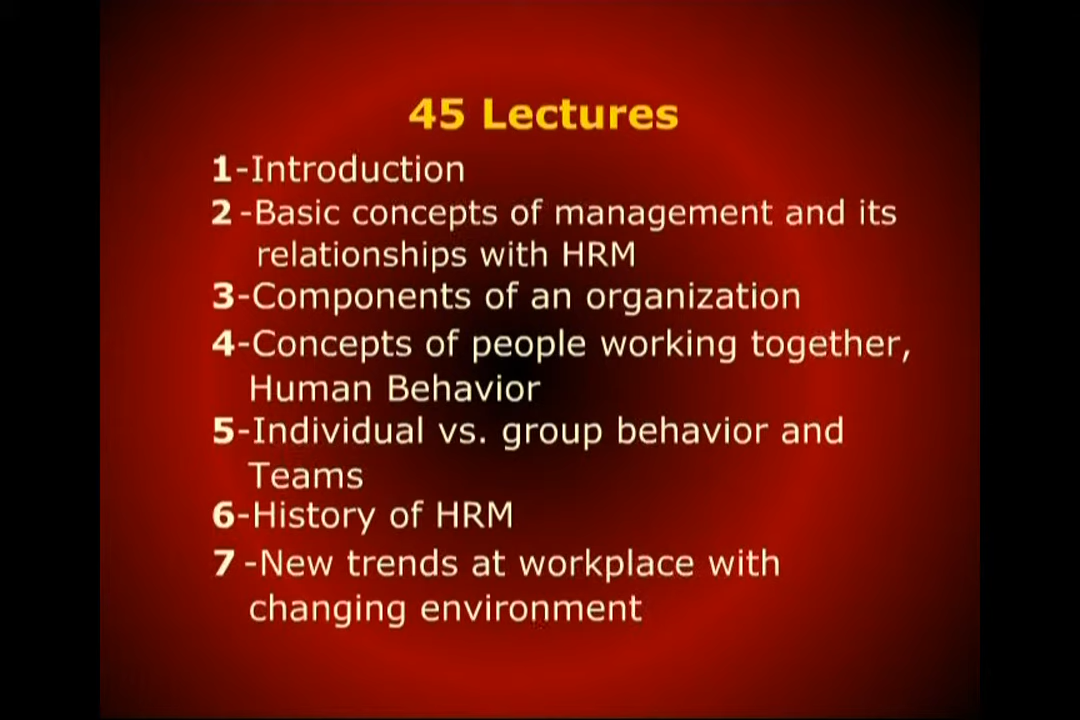 45 Lectures
1-Introduction
2 -Basic concepts of management and its
relationships with HRM
3-Components of an organization
4-Concepts of people working together,
Human Behavior
5-Individual vs. group behavior and
Teams
6-History of HRM
7 -New trends at workplace with
changing environment